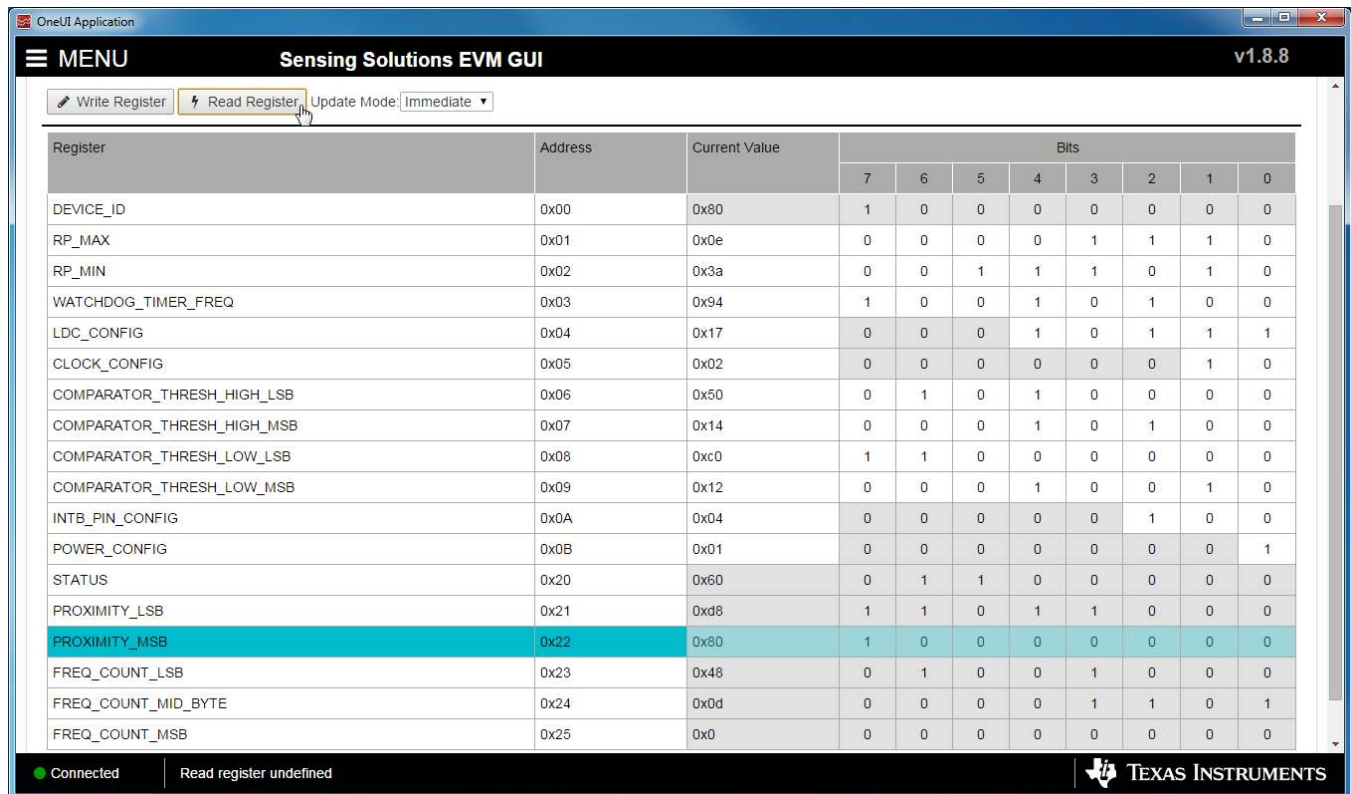 OneUI Application
MENU Sensing Solutions EVM GUI v1.8.8
Write Register Read Register Update Mode: Immediate
Register Address Current Value Bits
7 6 5 4 3 2 1 0
DEVICE_ID 0x00 0x80 1 0 0 0 0 0 0 0
RP_MAX 0x01 0x0e 0 0 0 0 1 1 1 0
RP_MIN 0x02 0x3a 0 0 1 1 1 0 1 0
WATCHDOG_TIMER_FREQ 0x03 0x94 1 0 0 1 0 1 0 0
LDC_CONFIG 0x04 0x17 0 0 0 1 0 1 1 1
CLOCK_CONFIG 0x05 0x02 0 0 0 0 0 0 1 0
COMPARATOR_THRESH_HIGH_LSB 0x06 0x50 0 1 0 1 0 0 0 0
COMPARATOR_THRESH_HIGH_MSB 0x07 0x14 0 0 0 1 0 1 0 0
COMPARATOR_THRESH_LOW_LSB 0x08 0xc0 1 1 0 0 0 0 0 0
COMPARATOR_THRESH_LOW_MSB 0x09 0x12 0 0 0 1 0 0 1 0
INTB_PIN_CONFIG 0x0A 0x04 0 0 0 0 0 1 0 0
POWER_CONFIG 0x0B 0x01 0 0 0 0 0 0 0 1
STATUS 0x20 0x60 0 1 1 0 0 0 0 0
PROXIMITY_LSB 0x21 0xd8 1 1 0 1 1 0 0 0
PROXIMITY_MSB 0x22 0x80 1 0 0 0 0 0 0 0
FREQ_COUNT_LSB 0x23 0x48 0 1 0 0 1 0 0 0
FREQ_COUNT_MID_BYTE 0x24 0x0d 0 0 0 0 1 1 0 1
FREQ_COUNT_MSB 0x25 0x0 0 0 0 0 0 0 0 0
Connected Read register undefined TEXAS INSTRUMENTS